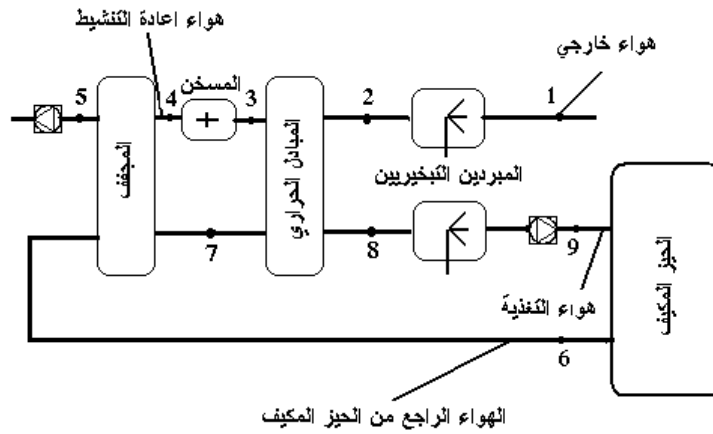 هواء اعادة التنشيط
هواء خارجي
المسخن
5
4
3
2
1
المجفف
المبادل الحراري
المبردين التبخيريين
7
8
9
الحيز المكيف
هواء التغذية
6
الهواء الراجع من الحيز المكيف